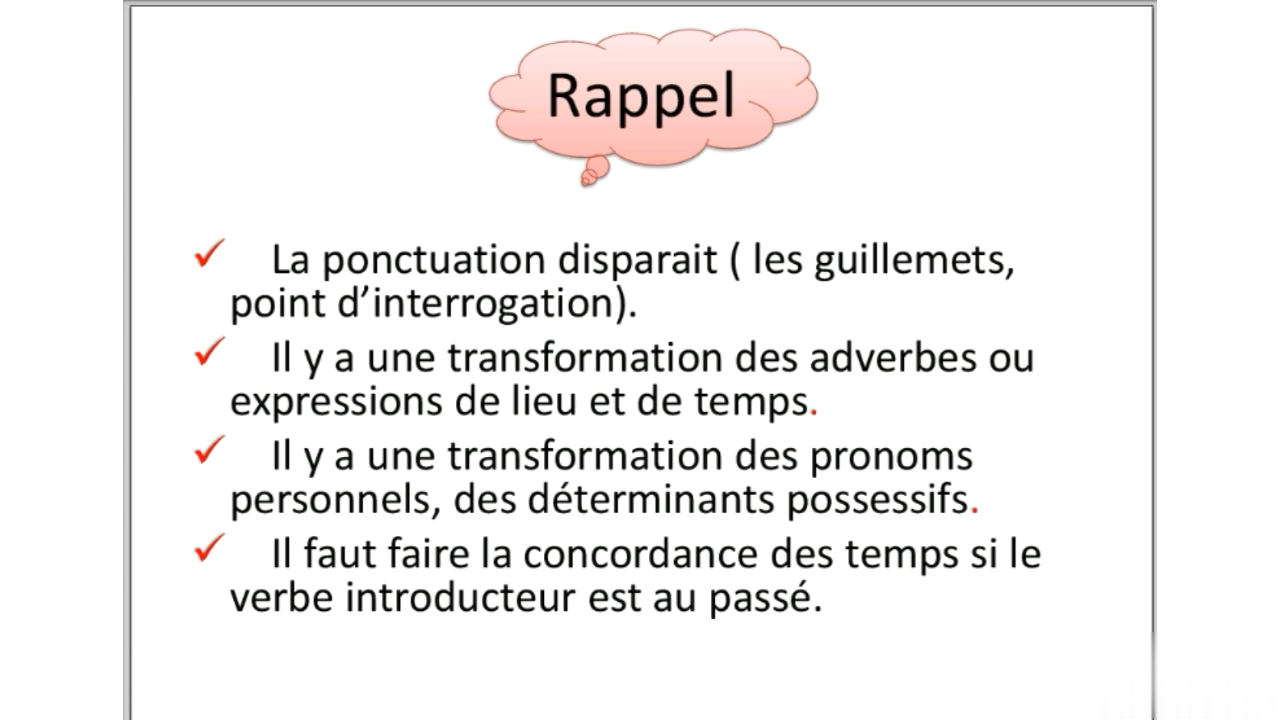 Rappel
La ponctuation disparait ( les guillemets,
point d’interrogation).
Il y a une transformation des adverbes ou
expressions de lieu et de temps.
Il y a une transformation des pronoms
personnels, des déterminants possessifs.
Il faut faire la concordance des temps si le
verbe introducteur est au passé.